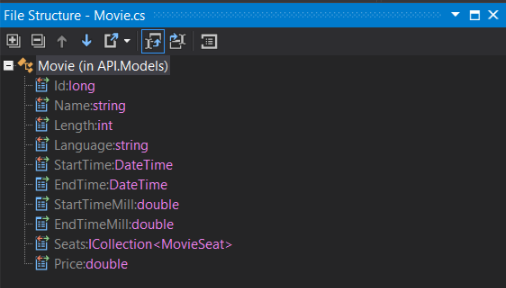 File Structure - Movie.cs
Movie (in API.Models)
Id:long
Name:string
Length:int
Language:string
StartTime:DateTime
EndTime:DateTime
StartTimeMill:double
EndTimeMill:double
Seats:ICollection<MovieSeat>
Price:double